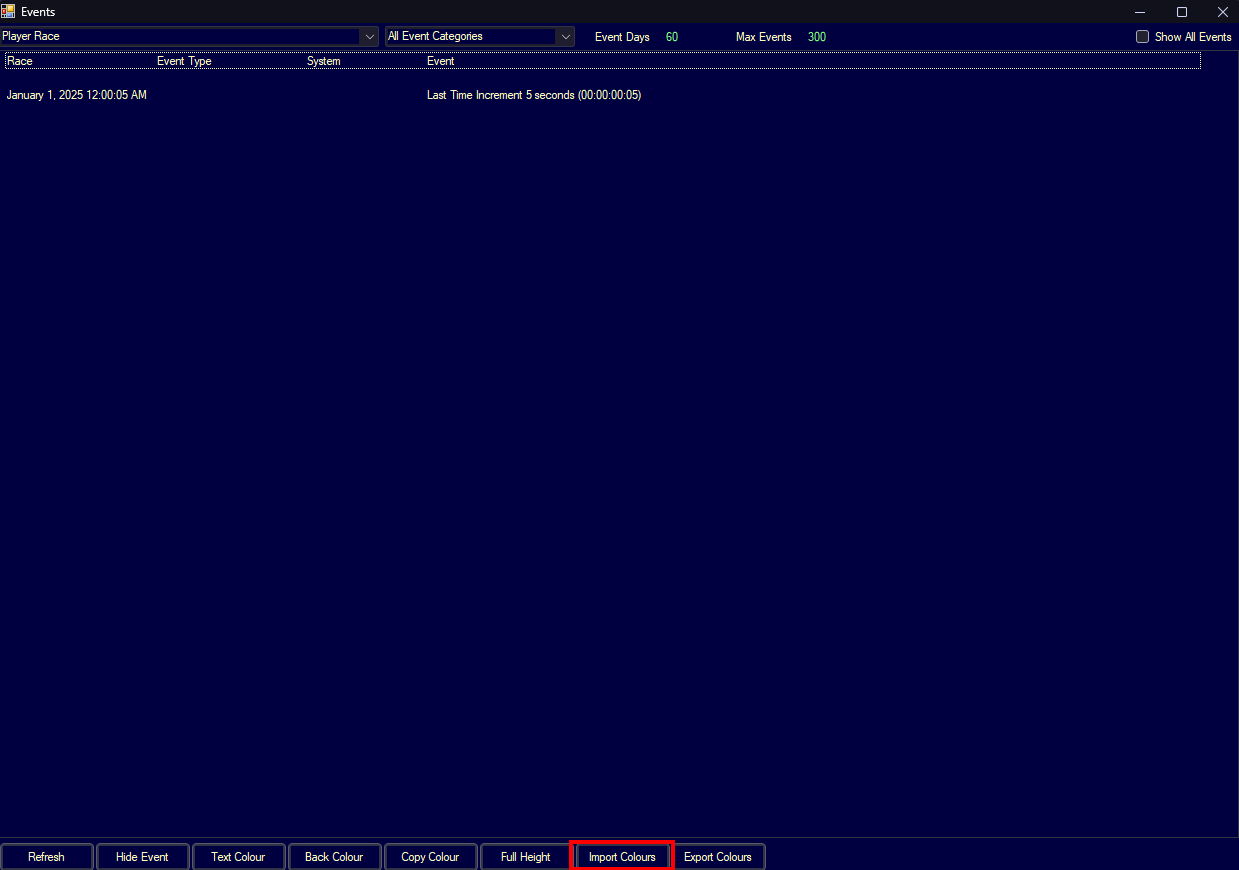 Events
Player Race All Event Categories Event Days 60 Max Events 300 Show All Events
Race Event Type System Event
January 1, 2025 12:00:05 AM Last Time Increment 5 seconds (00:00:00:05)
Refresh Hide Event Text Colour Back Colour Copy Colour Full Height Import Colours Export Colours